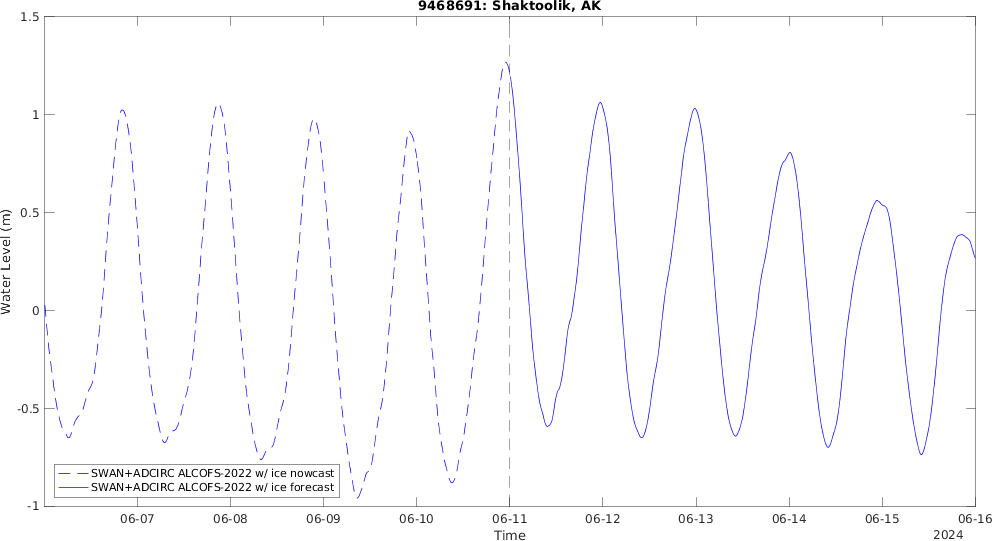 9468691: Shaktoolik, AK
Water Level (m)
1.5
1
0.5
0
-0.5
-1
SWAN+ADCIRC ALCOFS-2022 w/ ice nowcast
SWAN+ADCIRC ALCOFS-2022 w/ ice forecast
06-07 06-08 06-09 06-10 06-11 06-12 06-13 06-14 06-15 06-16
Time
2024